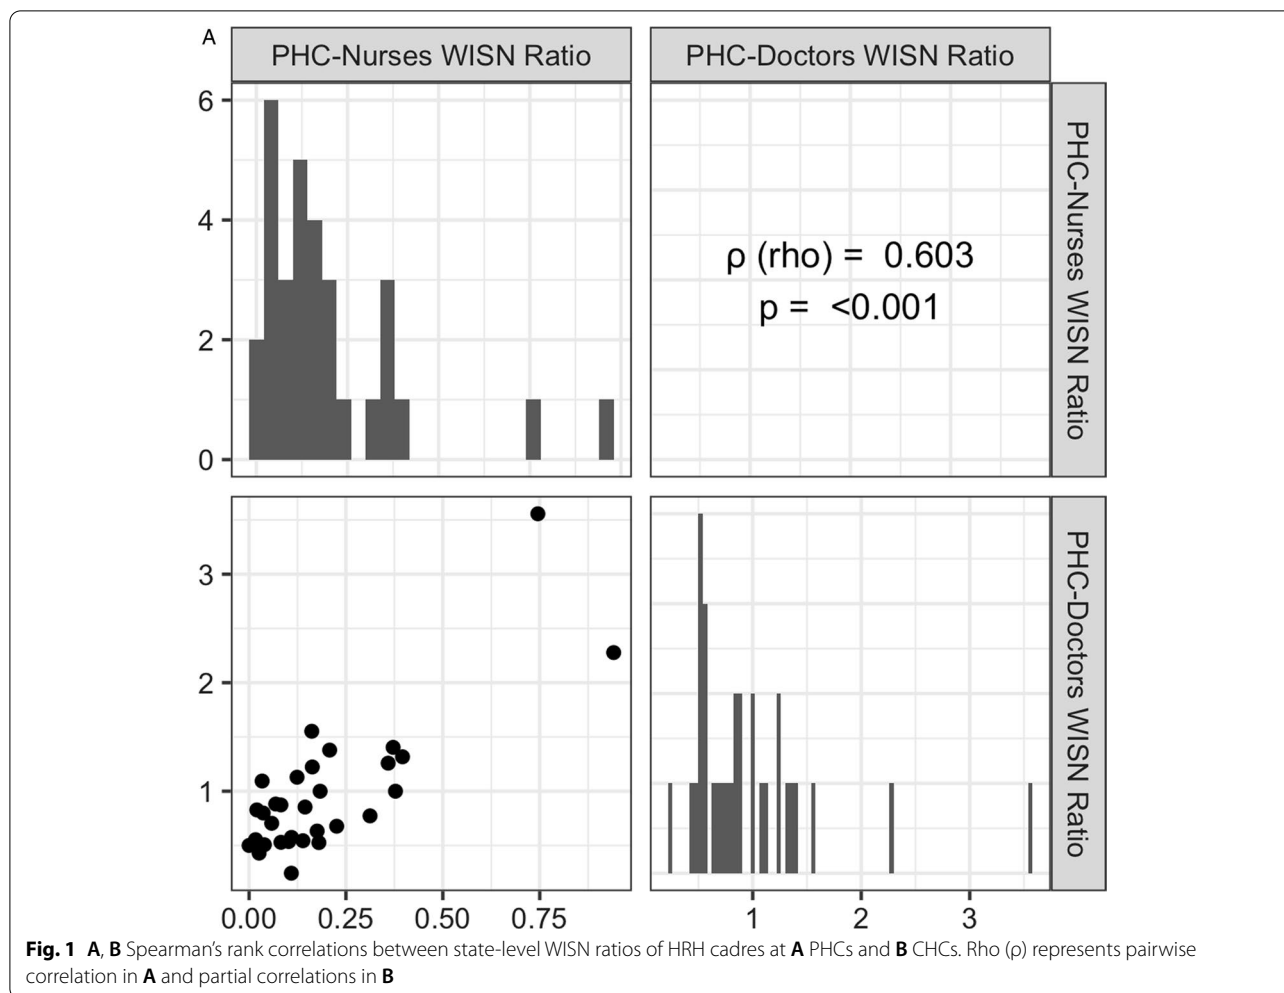 A
PHC-Nurses WISN Ratio
PHC-Doctors WISN Ratio
6
4
2
0
ρ (rho) = 0.603
p = <0.001
PHC-Nurses WISN Ratio
3
2
1
PHC-Doctors WISN Ratio
0.00 0.25 0.50 0.75
1 2 3
Fig. 1 A, B Spearman’s rank correlations between state-level WISN ratios of HRH cadres at A PHCs and B CHCs. Rho (ρ) represents pairwise
correlation in A and partial correlations in B